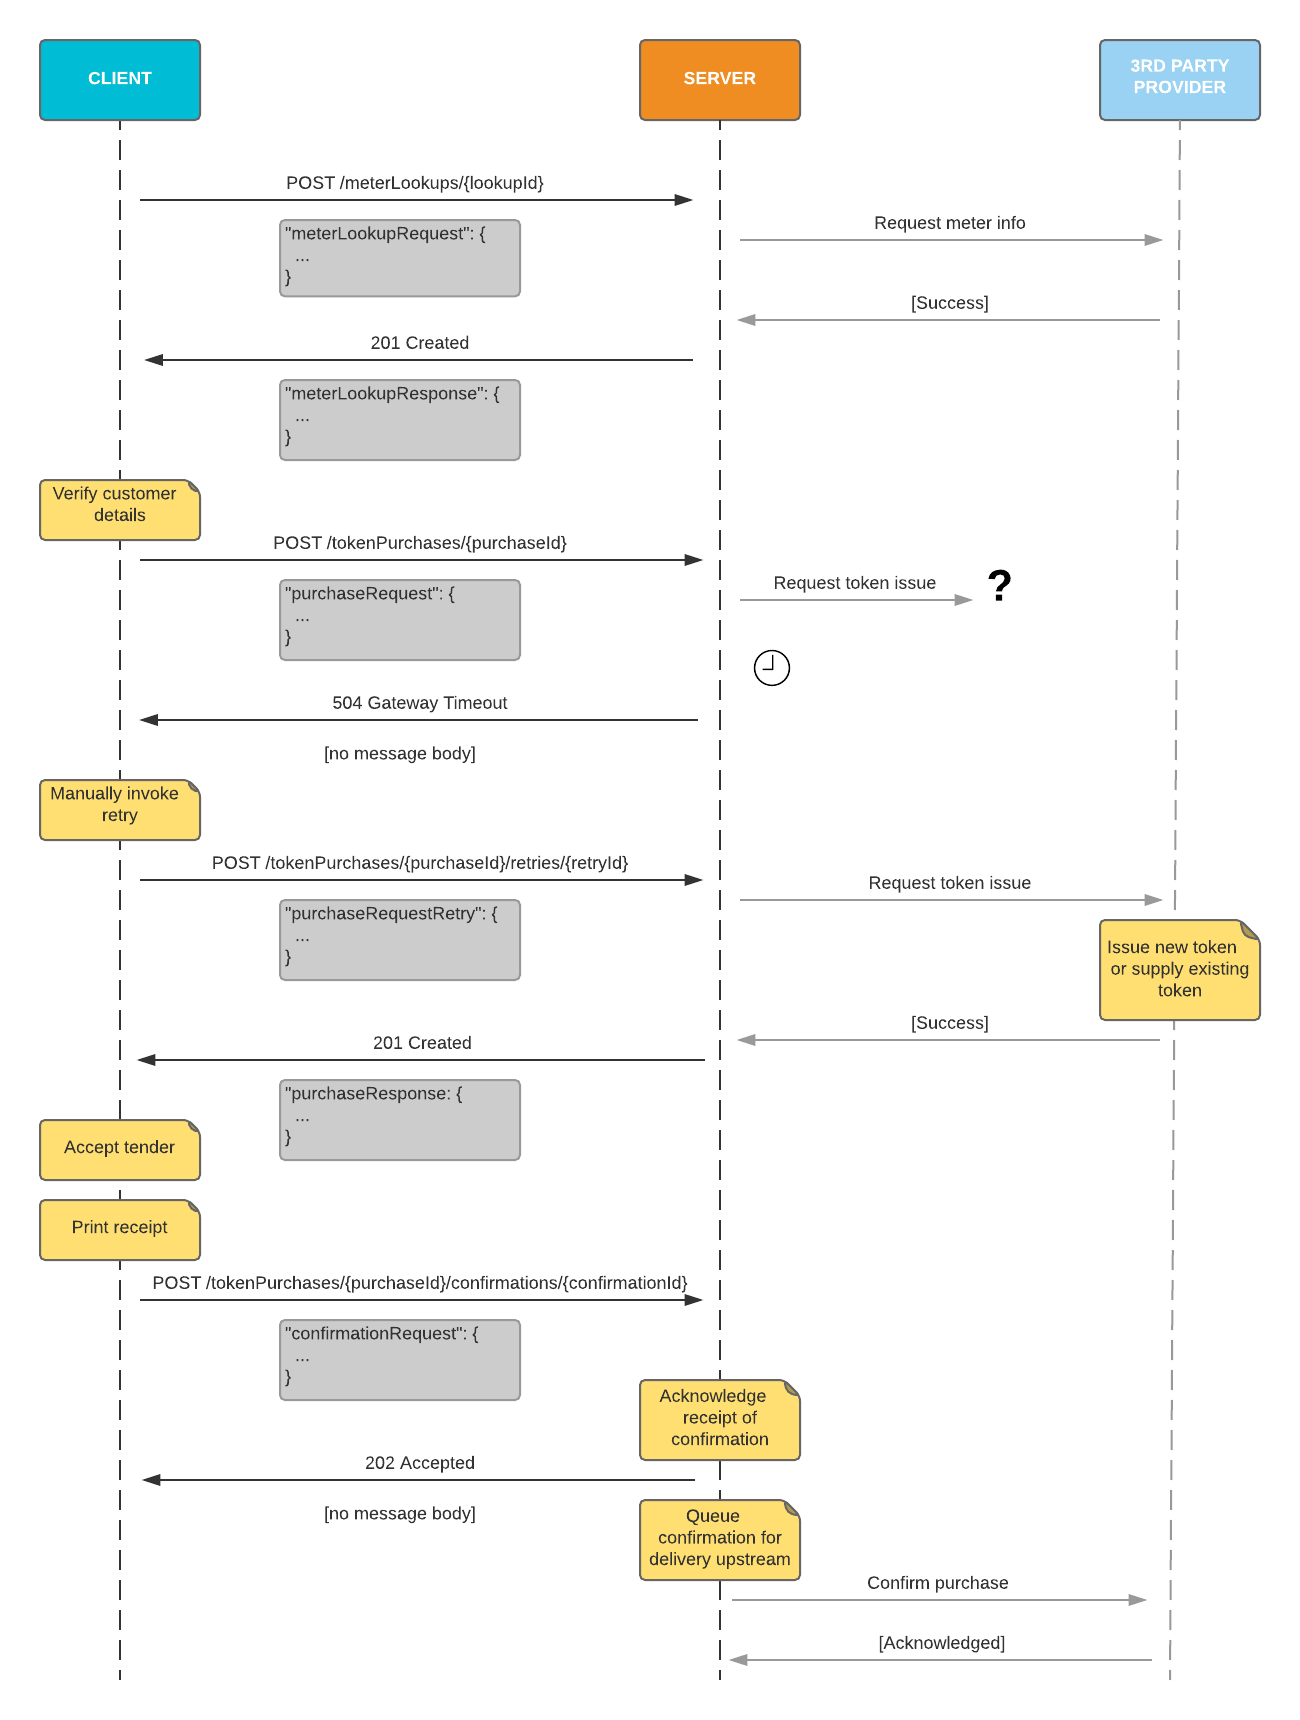 CLIENT
SERVER
3RD PARTY
PROVIDER
POST /meterLookups/{lookupId}
"meterLookupRequest": {
...
}
Request meter info
[Success]
201 Created
"meterLookupResponse": {
...
}
Verify customer
details
POST /tokenPurchases/{purchaseId}
"purchaseRequest": {
...
}
Request token issue
?
504 Gateway Timeout
[no message body]
Manually invoke
retry
POST /tokenPurchases/{purchaseId}/retries/{retryId}
"purchaseRequestRetry": {
...
}
Request token issue
Issue new token
or supply existing
token
[Success]
201 Created
"purchaseResponse: {
...
}
Accept tender
Print receipt
POST /tokenPurchases/{purchaseId}/confirmations/{confirmationId}
"confirmationRequest": {
...
}
Acknowledge
receipt of
confirmation
202 Accepted
[no message body]
Queue
confirmation for
delivery upstream
Confirm purchase
[Acknowledged]